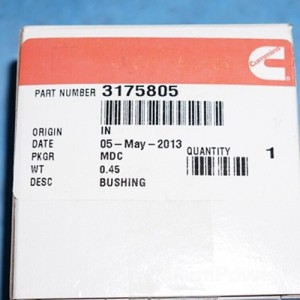 Cummins
PART NUMBER 3175805
ORIGIN IN
DATE 05-May-2013
PKGR MDC QUANTITY 1
WT 0.45
DESC BUSHING